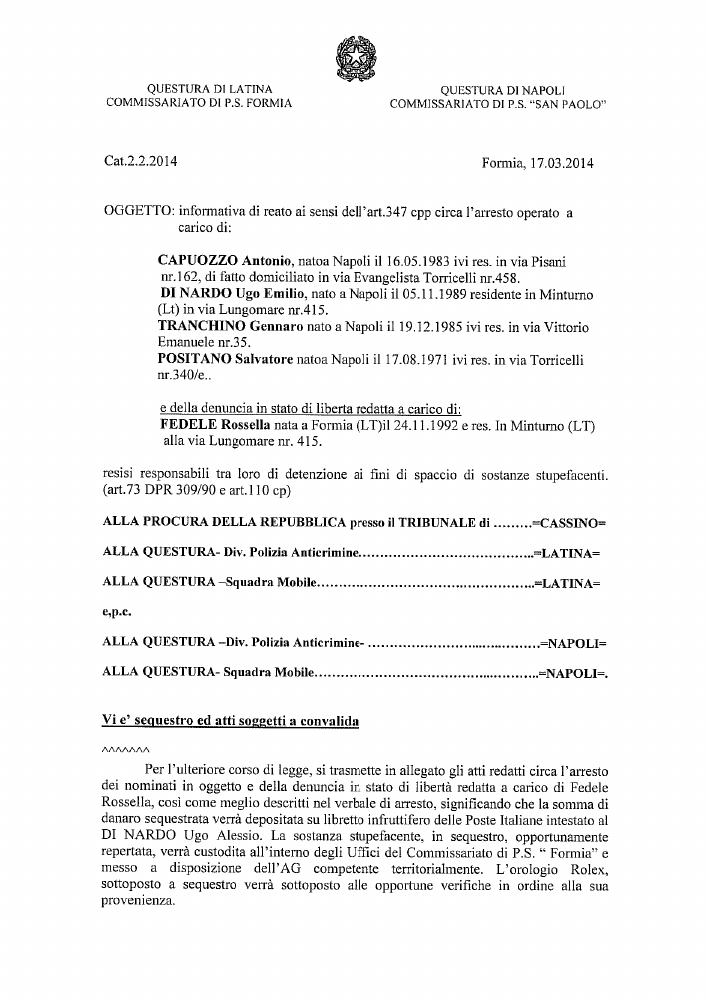 QUESTURA DI LATINA
COMMISSARIATO DI P.S. FORMIA
QUESTURA DI NAPOLI
COMMISSARIATO DI P.S. “SAN PAOLO”
Cat.2.2.2014
Formia, 17.03.2014
OGGETTO: informativa di reato ai sensi dell’art.347 cpp circa l’arresto operato a
carico di:
CAPUOZZO Antonio, natoa Napoli il 16.05.1983 ivi res. in via Pisani
nr.162, di fatto domiciliato in via Evangelista Torricelli nr.458.
DI NARDO Ugo Emilio, nato a Napoli il 05.11.1989 residente in Minturno
(Lt) in via Lungomare nr.415.
TRANCHINO Gennaro nato a Napoli il 19.12.1985 ivi res. in via Vittorio
Emanuele nr.35.
POSITANO Salvatore natoa Napoli il 17.08.1971 ivi res. in via Torricelli
nr.340/e..
e della denuncia in stato di liberta redatta a carico di:
FEDELE Rossella nata a Formia (LT)il 24.11.1992 e res. In Minturno (LT)
alla via Lungomare nr. 415.
resisi responsabili tra loro di detenzione ai fini di spaccio di sostanze stupefacenti.
(art.73 DPR 309/90 e art.110 cp)
ALLA PROCURA DELLA REPUBBLICA presso il TRIBUNALE di .........=CASSINO=
ALLA QUESTURA- Div. Polizia Anticrimine.......................................=LATINA=
ALLA QUESTURA –Squadra Mobile..................................................=LATINA=
e,p.c.
ALLA QUESTURA –Div. Polizia Anticrimine- .......................................=NAPOLI=
ALLA QUESTURA- Squadra Mobile...................................................=NAPOLI=.
Vi e’ sequestro ed atti soggetti a convalida
^^^^^^^
Per l’ulteriore corso di legge, si trasmette in allegato gli atti redatti circa l’arresto
dei nominati in oggetto e della denuncia in stato di libertà redatta a carico di Fedele
Rossella, così come meglio descritti nel verbale di arresto, significando che la somma di
danaro sequestrata verrà depositata su libretto infruttifero delle Poste Italiane intestato al
DI NARDO Ugo Alessio. La sostanza stupefacente, in sequestro, opportunamente
repertata, verrà custodita all’interno degli Uffici del Commissariato di P.S. “ Formia” e
messo a disposizione dell’AG competente territorialmente. L’orologio Rolex,
sottoposto a sequestro verrà sottoposto alle opportune verifiche in ordine alla sua
provenienza.